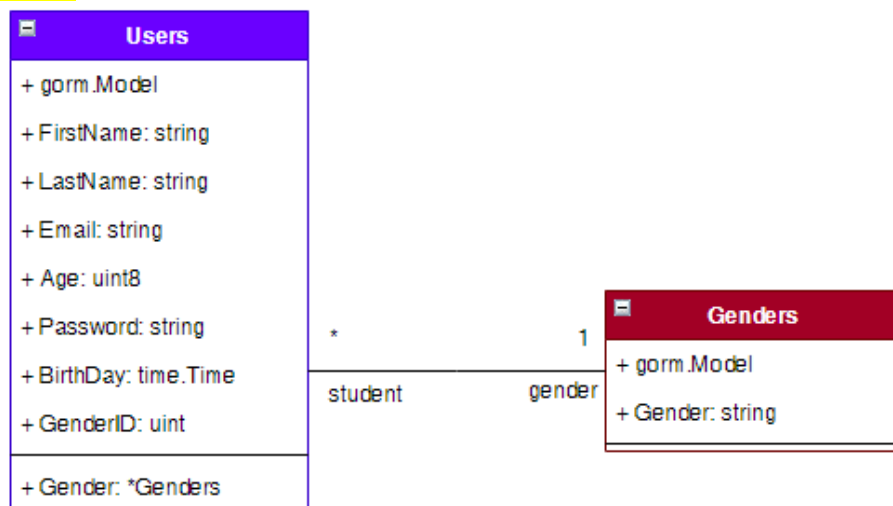 Users
+ gorm.Model
+ FirstName: string
+ LastName: string
+ Email: string
+ Age: uint8
+ Password: string
+ BirthDay: time.Time
+ GenderID: uint
+ Gender: *Genders
*
student
1
gender
Genders
+ gorm.Model
+ Gender: string